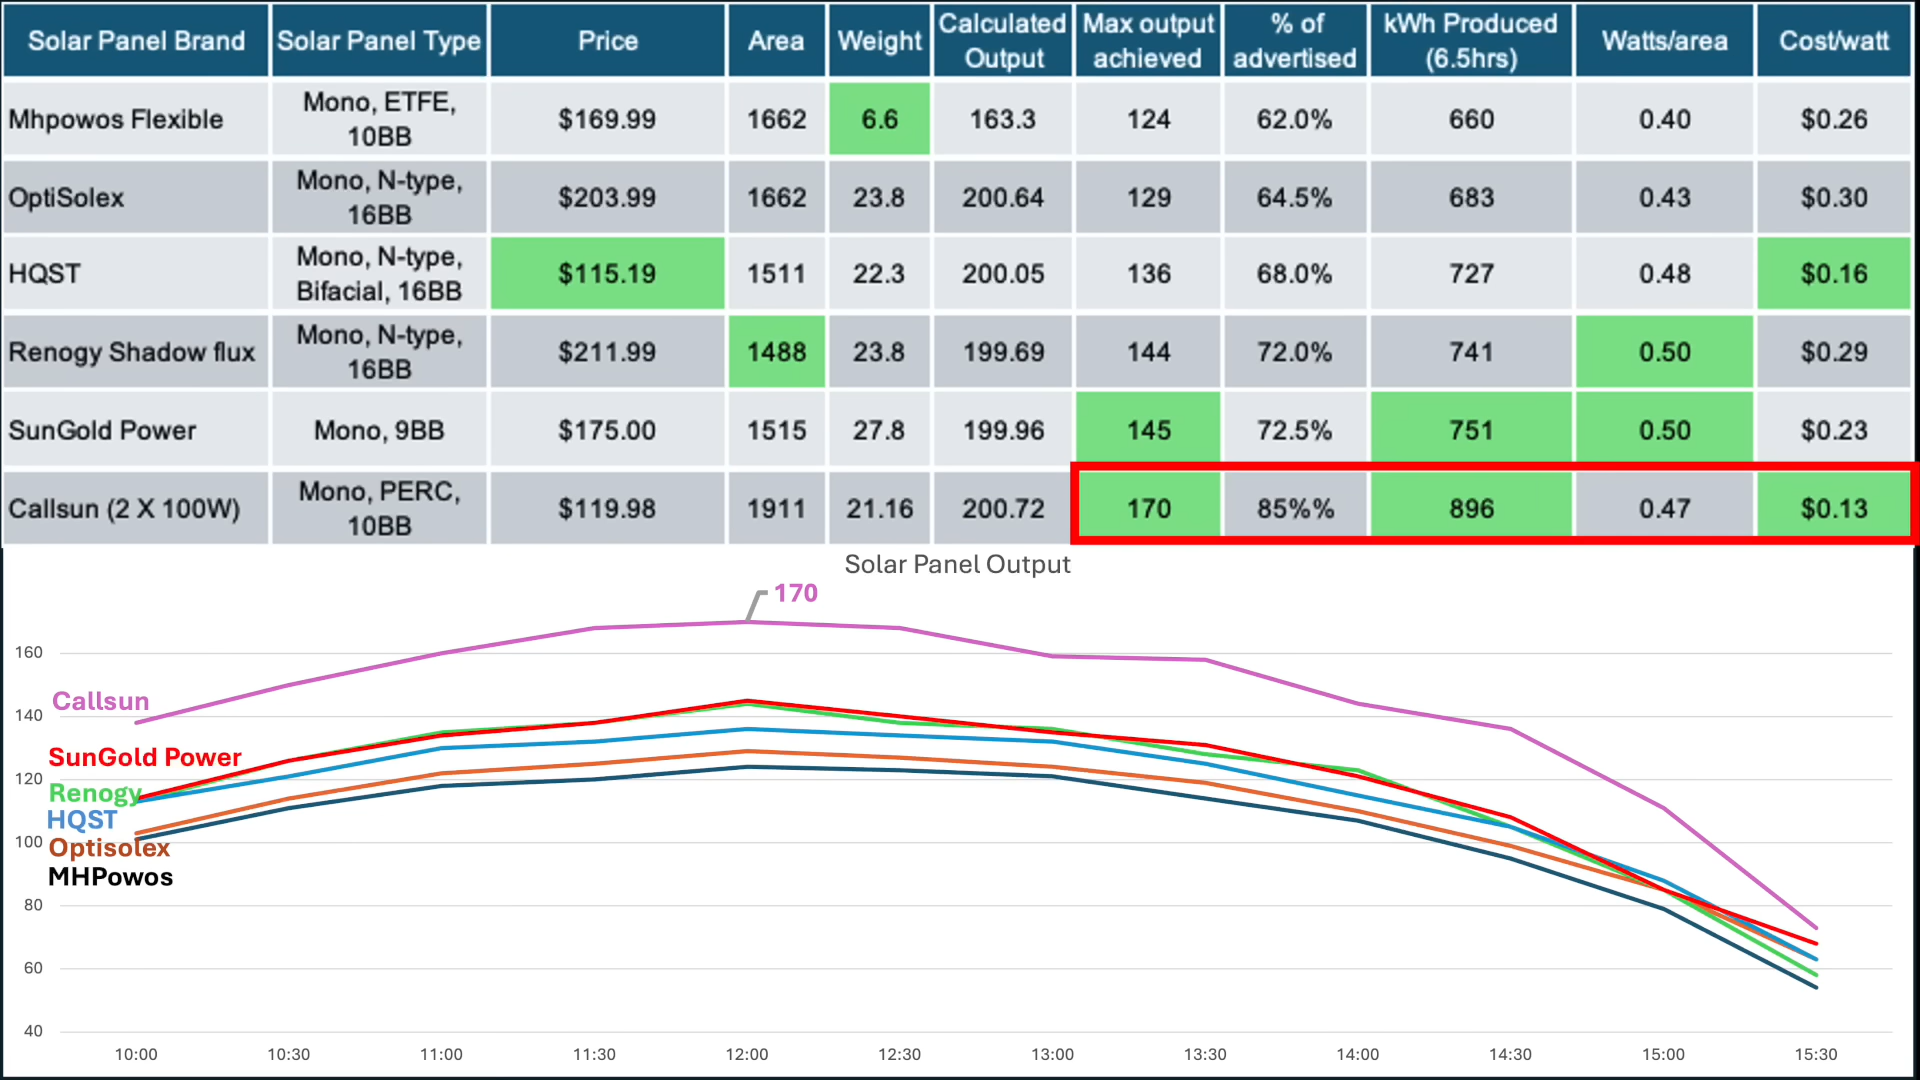 Solar Panel Brand Solar Panel Type Price Area Weight Calculated Output Max output achieved % of advertised kWh Produced (6.5hrs) Watts/area Cost/watt
Mhpowos Flexible Mono, ETFE, 10BB $169.99 1662 6.6 163.3 124 62.0% 660 0.40 $0.26
OptiSolex Mono, N-type, 16BB $203.99 1662 23.8 200.64 129 64.5% 683 0.43 $0.30
HQST Mono, N-type, Bifacial, 16BB $115.19 1511 22.3 200.05 136 68.0% 727 0.48 $0.16
Renogy Shadow flux Mono, N-type, 16BB $211.99 1488 23.8 199.69 144 72.0% 741 0.50 $0.29
SunGold Power Mono, 9BB $175.00 1515 27.8 199.96 145 72.5% 751 0.50 $0.23
Callsun (2 X 100W) Mono, PERC, 10BB $119.98 1911 21.16 200.72 170 85%% 896 0.47 $0.13
Solar Panel Output
170
160
Callsun
140
SunGold Power
120
Renogy
HQST
100
Optisolex
MHPowos
80
60
40
10:00 10:30 11:00 11:30 12:00 12:30 13:00 13:30 14:00 14:30 15:00 15:30